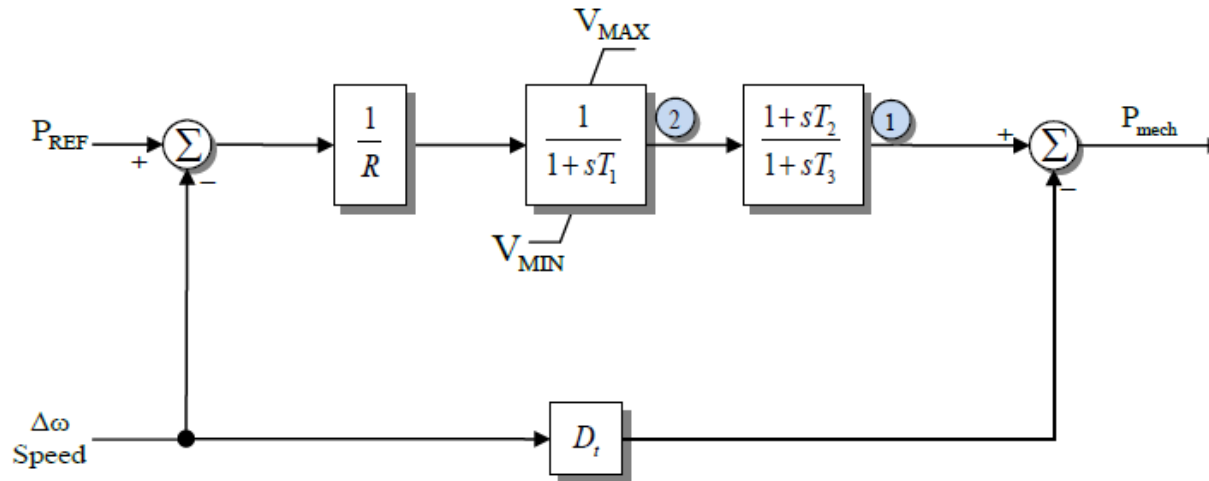 V_MAX
P_REF
+
Σ
−
1
R
1
1 + sT_1
2
1 + sT_2
1 + sT_3
1
+
Σ
−
P_mech
V_MIN
Δω
Speed
D_t